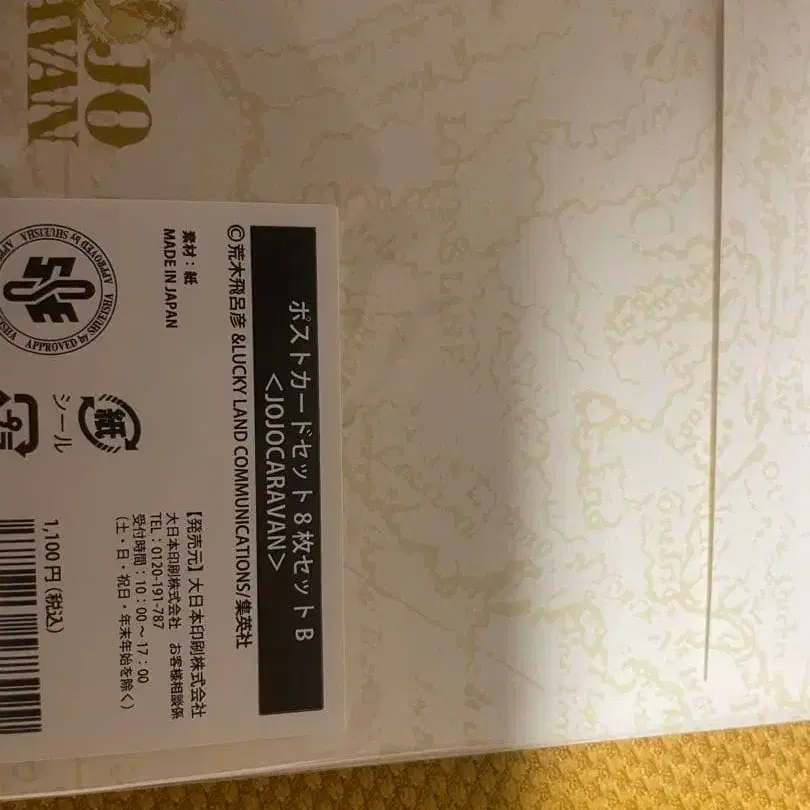 JO
AVAN
ポストカードセット８枚セットB
＜JOJOCARAVAN＞
©荒木飛呂彦 &LUCKY LAND COMMUNICATIONS/集英社
素材：紙
MADE IN JAPAN
APPROVED by SHUEISHA
紙
シール
プラ
【発売元】大日本印刷株式会社
大日本印刷株式会社　お客様相談係
TEL：0120-191-787
受付時間：10：00～17：00
（土・日・祝日・年末年始を除く）
1,100円（税込）